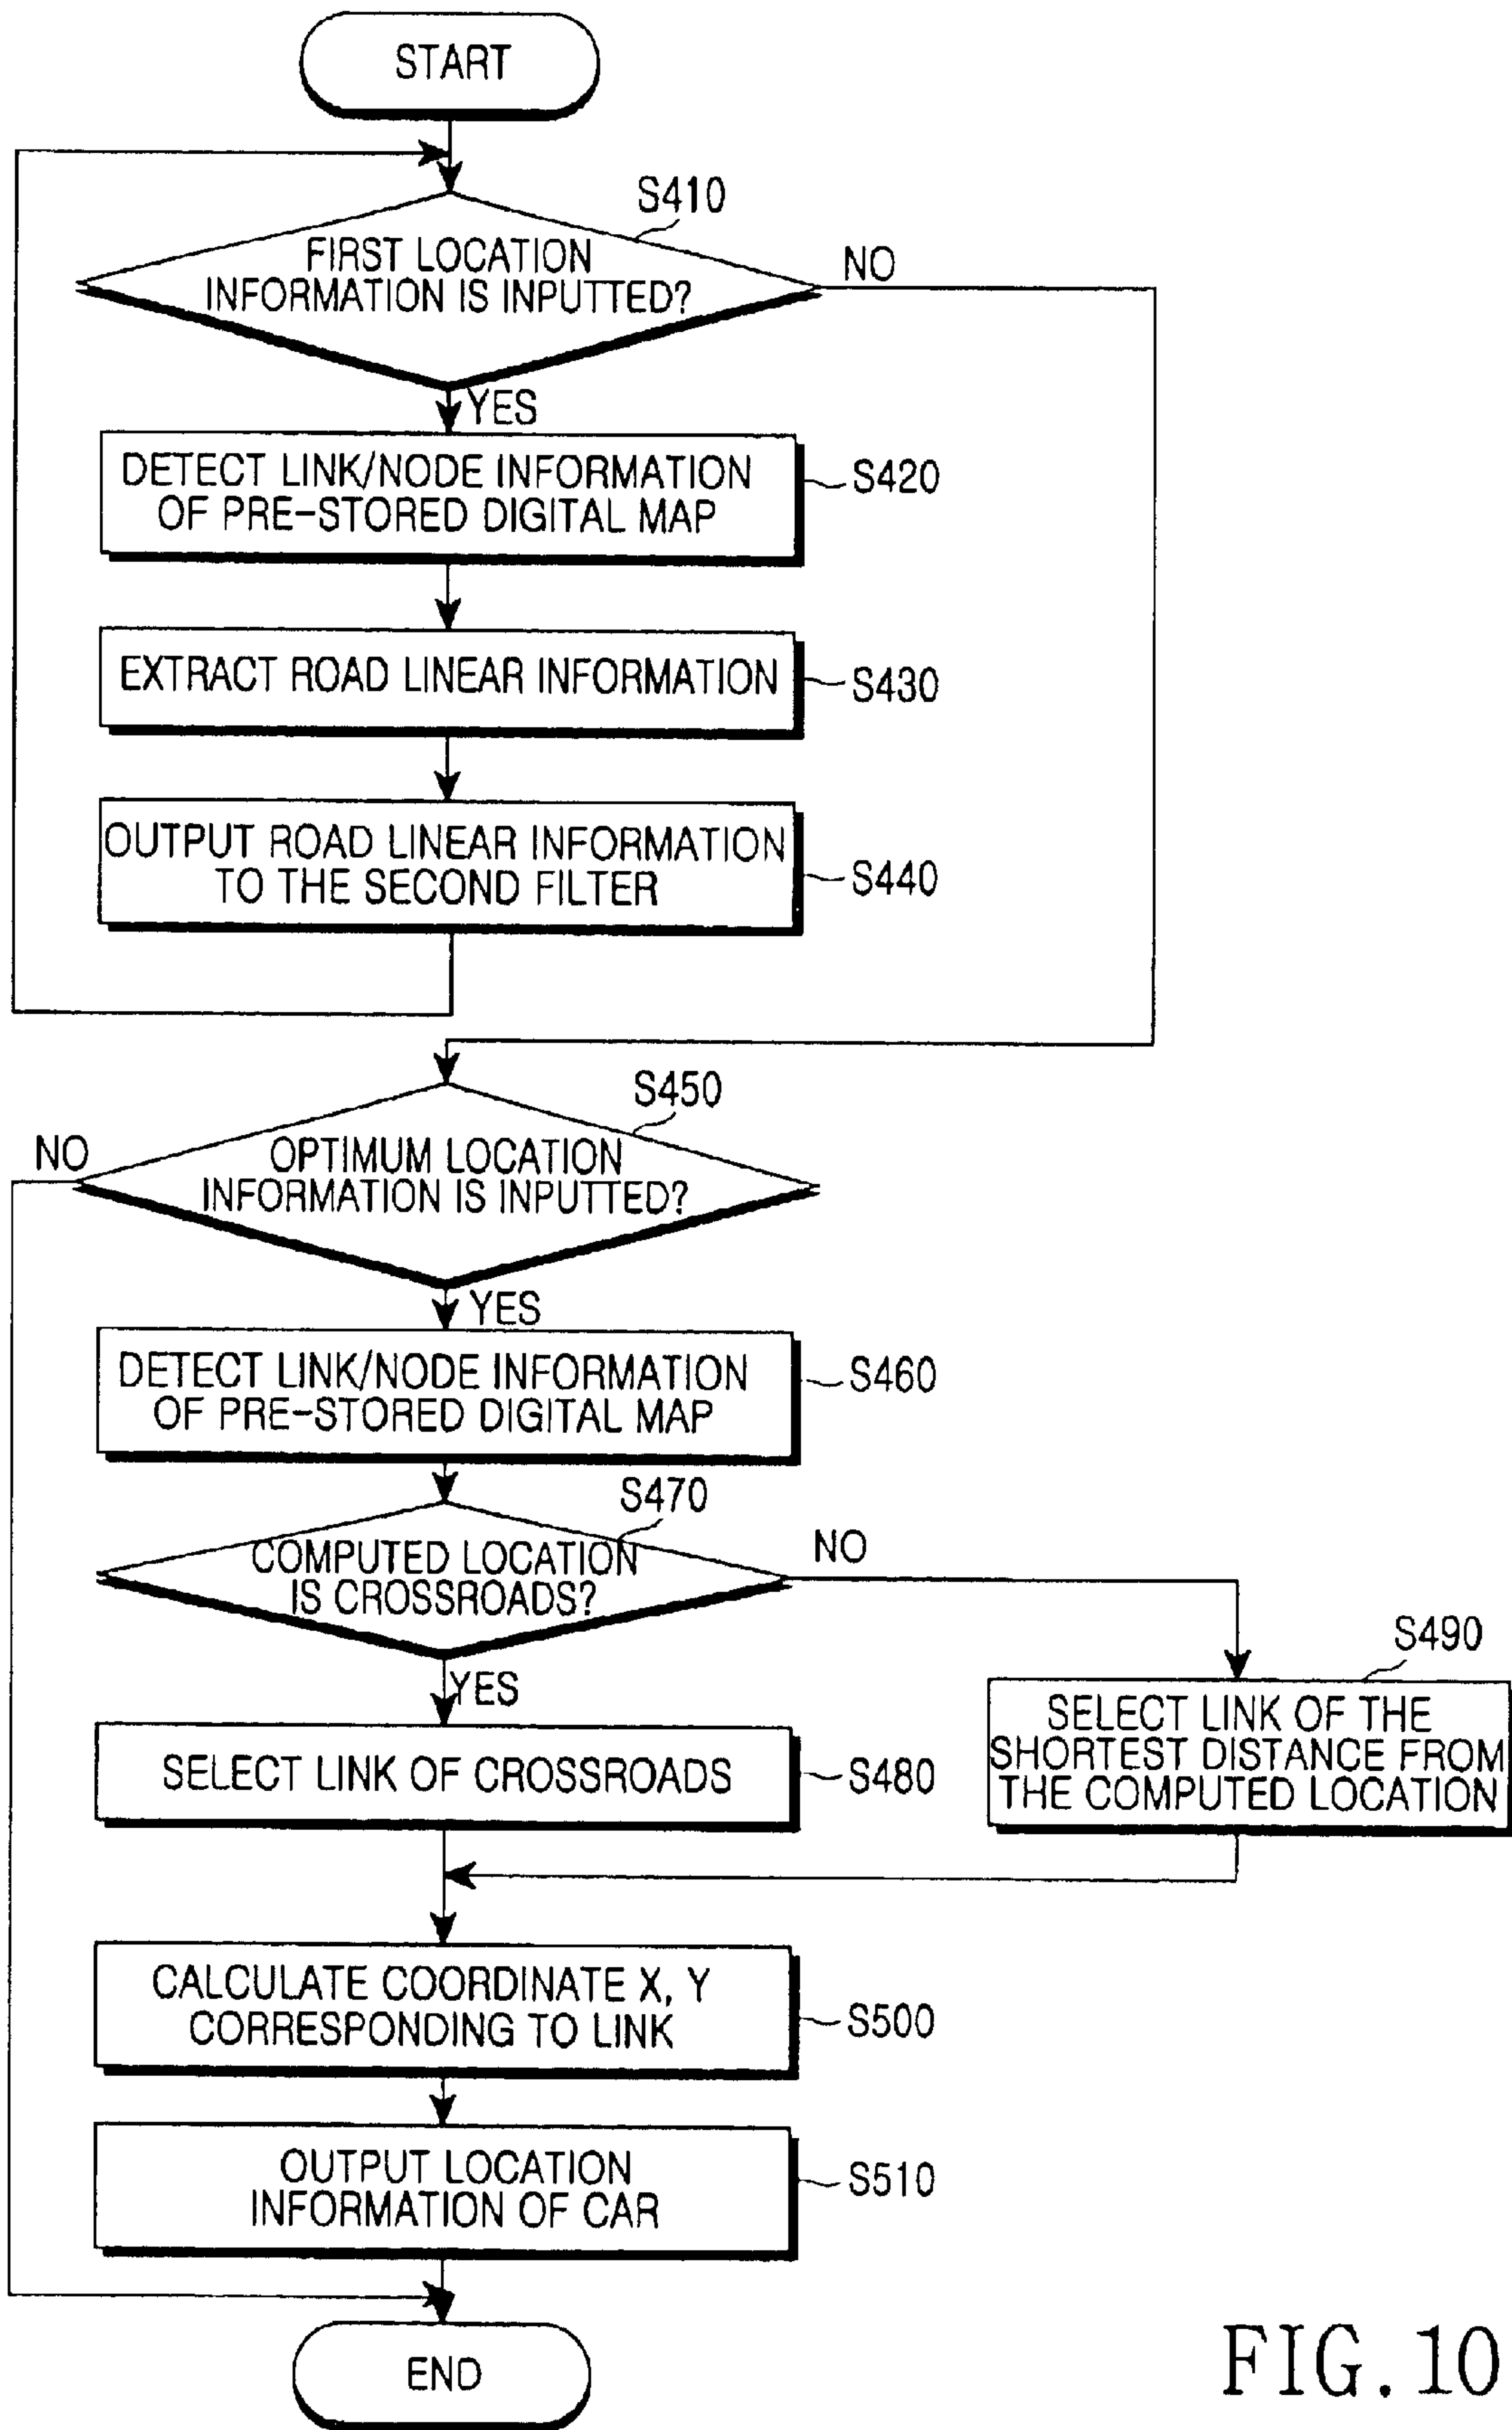 START
S410
FIRST LOCATION
INFORMATION IS INPUTTED?
NO
YES
DETECT LINK/NODE INFORMATION
OF PRE-STORED DIGITAL MAP
S420
EXTRACT ROAD LINEAR INFORMATION
S430
OUTPUT ROAD LINEAR INFORMATION
TO THE SECOND FILTER
S440
S450
NO
OPTIMUM LOCATION
INFORMATION IS INPUTTED?
YES
DETECT LINK/NODE INFORMATION
OF PRE-STORED DIGITAL MAP
S460
S470
COMPUTED LOCATION
IS CROSSROADS?
NO
YES
S490
SELECT LINK OF THE
SHORTEST DISTANCE FROM
THE COMPUTED LOCATION
SELECT LINK OF CROSSROADS
S480
CALCULATE COORDINATE X, Y
CORRESPONDING TO LINK
S500
OUTPUT LOCATION
INFORMATION OF CAR
S510
END
FIG.10